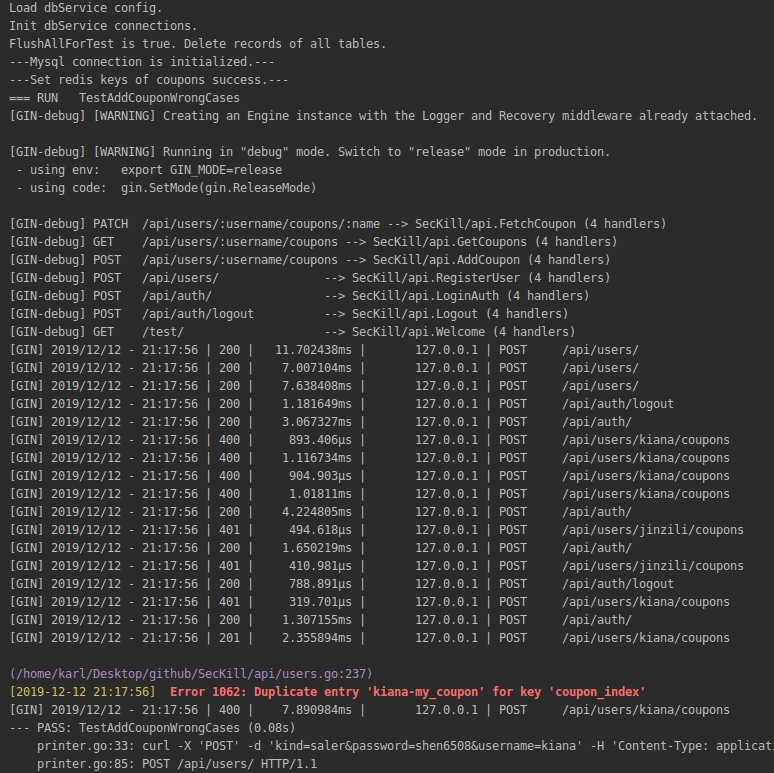 Load dbService config.
Init dbService connections.
FlushAllForTest is true. Delete records of all tables.
---Mysql connection is initialized.---
---Set redis keys of coupons success.---
=== RUN   TestAddCouponWrongCases
[GIN-debug] [WARNING] Creating an Engine instance with the Logger and Recovery middleware already attached.
[GIN-debug] [WARNING] Running in "debug" mode. Switch to "release" mode in production.
 - using env:   export GIN_MODE=release
 - using code:  gin.SetMode(gin.ReleaseMode)
[GIN-debug] PATCH  /api/users/:username/coupons/:name --> SecKill/api.FetchCoupon (4 handlers)
[GIN-debug] GET    /api/users/:username/coupons --> SecKill/api.GetCoupons (4 handlers)
[GIN-debug] POST   /api/users/:username/coupons --> SecKill/api.AddCoupon (4 handlers)
[GIN-debug] POST   /api/users/               --> SecKill/api.RegisterUser (4 handlers)
[GIN-debug] POST   /api/auth/                --> SecKill/api.LoginAuth (4 handlers)
[GIN-debug] POST   /api/auth/logout          --> SecKill/api.Logout (4 handlers)
[GIN-debug] GET    /test/                    --> SecKill/api.Welcome (4 handlers)
[GIN] 2019/12/12 - 21:17:56 | 200 |   11.702438ms |       127.0.0.1 | POST     /api/users/
[GIN] 2019/12/12 - 21:17:56 | 200 |    7.007104ms |       127.0.0.1 | POST     /api/users/
[GIN] 2019/12/12 - 21:17:56 | 200 |    7.638408ms |       127.0.0.1 | POST     /api/users/
[GIN] 2019/12/12 - 21:17:56 | 200 |    1.181649ms |       127.0.0.1 | POST     /api/auth/logout
[GIN] 2019/12/12 - 21:17:56 | 200 |    3.067327ms |       127.0.0.1 | POST     /api/auth/
[GIN] 2019/12/12 - 21:17:56 | 400 |     893.406µs |       127.0.0.1 | POST     /api/users/kiana/coupons
[GIN] 2019/12/12 - 21:17:56 | 400 |    1.116734ms |       127.0.0.1 | POST     /api/users/kiana/coupons
[GIN] 2019/12/12 - 21:17:56 | 400 |     904.903µs |       127.0.0.1 | POST     /api/users/kiana/coupons
[GIN] 2019/12/12 - 21:17:56 | 400 |     1.01811ms |       127.0.0.1 | POST     /api/users/kiana/coupons
[GIN] 2019/12/12 - 21:17:56 | 200 |    4.224805ms |       127.0.0.1 | POST     /api/auth/
[GIN] 2019/12/12 - 21:17:56 | 401 |     494.618µs |       127.0.0.1 | POST     /api/users/jinzili/coupons
[GIN] 2019/12/12 - 21:17:56 | 200 |    1.650219ms |       127.0.0.1 | POST     /api/auth/
[GIN] 2019/12/12 - 21:17:56 | 401 |     410.981µs |       127.0.0.1 | POST     /api/users/jinzili/coupons
[GIN] 2019/12/12 - 21:17:56 | 200 |     788.891µs |       127.0.0.1 | POST     /api/auth/logout
[GIN] 2019/12/12 - 21:17:56 | 401 |     319.701µs |       127.0.0.1 | POST     /api/users/kiana/coupons
[GIN] 2019/12/12 - 21:17:56 | 200 |    1.307155ms |       127.0.0.1 | POST     /api/auth/
[GIN] 2019/12/12 - 21:17:56 | 201 |    2.355894ms |       127.0.0.1 | POST     /api/users/kiana/coupons
(/home/karl/Desktop/github/SecKill/api/users.go:237)
[2019-12-12 21:17:56]  Error 1062: Duplicate entry 'kiana-my_coupon' for key 'coupon_index'
[GIN] 2019/12/12 - 21:17:56 | 400 |    7.890984ms |       127.0.0.1 | POST     /api/users/kiana/coupons
--- PASS: TestAddCouponWrongCases (0.08s)
    printer.go:33: curl -X 'POST' -d 'kind=saler&password=shen6508&username=kiana' -H 'Content-Type: applicat
    printer.go:85: POST /api/users/ HTTP/1.1